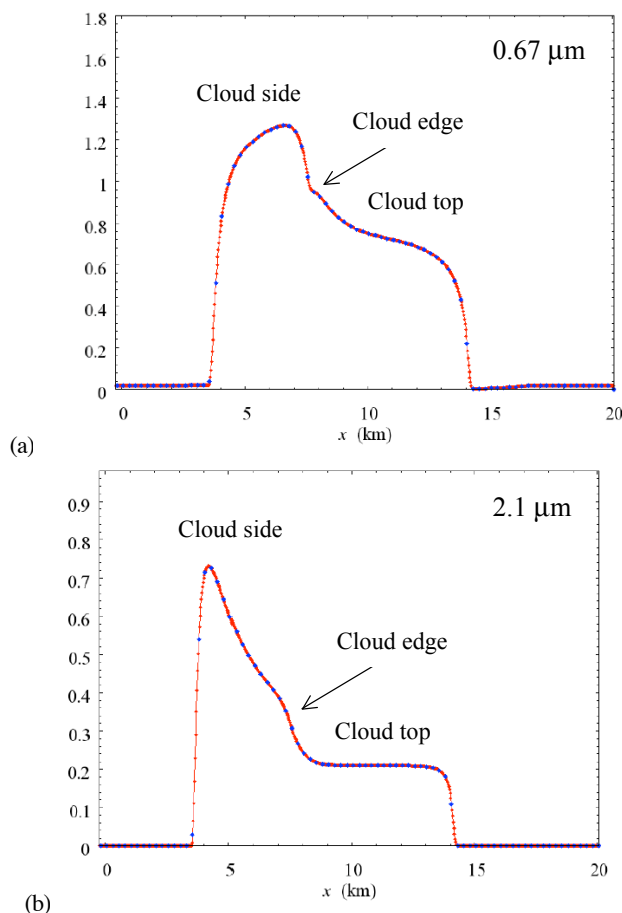 1.8
0.67 μm
1.6
Cloud side
1.4
Cloud edge
1.2
1
Cloud top
0.8
0.6
0.4
0.2
0
0 5 10 15 20
x (km)
(a)
0.9
2.1 μm
0.8
Cloud side
0.7
0.6
0.5
Cloud edge
0.4
0.3
Cloud top
0.2
0.1
0
0 5 10 15 20
x (km)
(b)